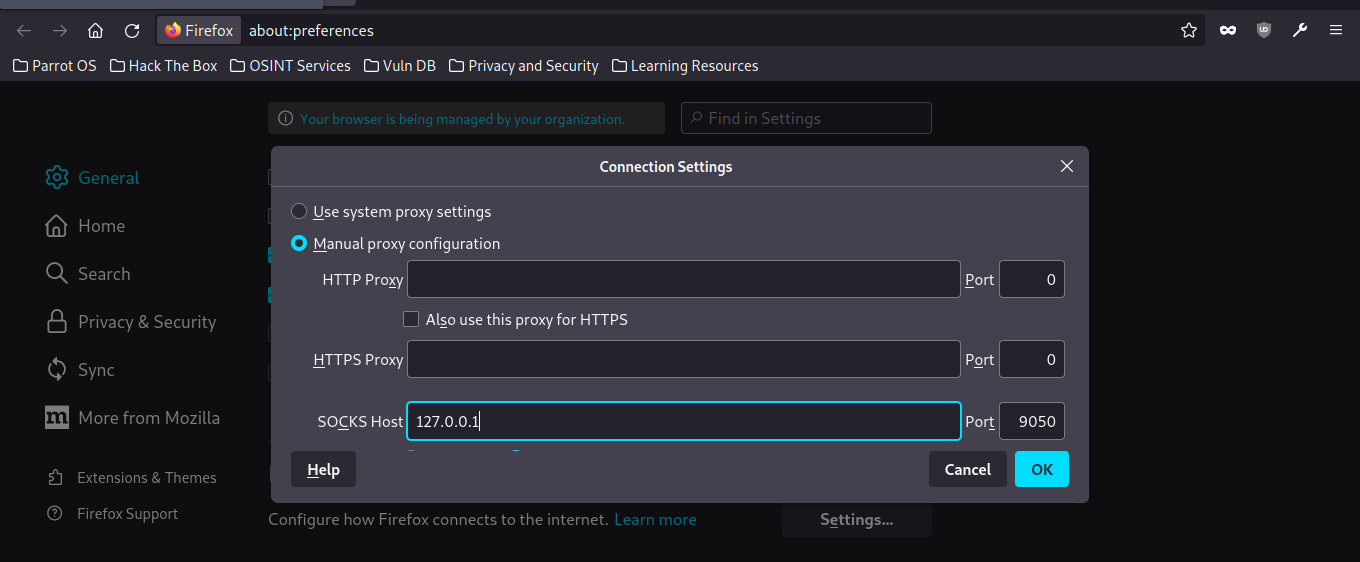 Firefox about:preferences
Parrot OS Hack The Box OSINT Services Vuln DB Privacy and Security Learning Resources
Your browser is being managed by your organization. Find in Settings
Connection Settings
General
Home
Search
Privacy & Security
Sync
More from Mozilla
Extensions & Themes
Firefox Support
Use system proxy settings
Manual proxy configuration
HTTP Proxy Port 0
Also use this proxy for HTTPS
HTTPS Proxy Port 0
SOCKS Host 127.0.0.1 Port 9050
Help Cancel OK
Configure how Firefox connects to the internet. Learn more Settings...